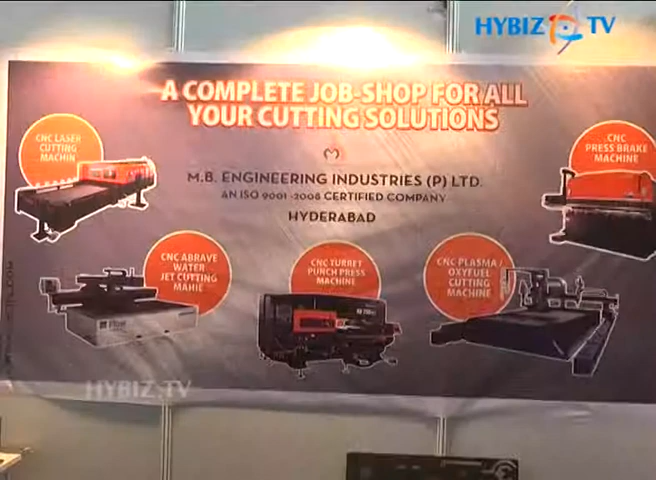 HYBIZ TV
A COMPLETE JOB-SHOP FOR ALL
YOUR CUTTING SOLUTIONS
CNC LASER
CUTTING
MACHIN
CNC
PRESS BRAKE
MACHINE
M.B. ENGINEERING INDUSTRIES (P) LTD.
AN ISO 9001-2008 CERTIFIED COMPANY
HYDERABAD
CNC ABRAVE
WATER
JET CUTTING
MAHIE
CNC TURRET
PUNCH PRESS
MACHINE
CNC PLASMA /
OXYFUEL
CUTTING
MACHINE
HYBIZ.TV